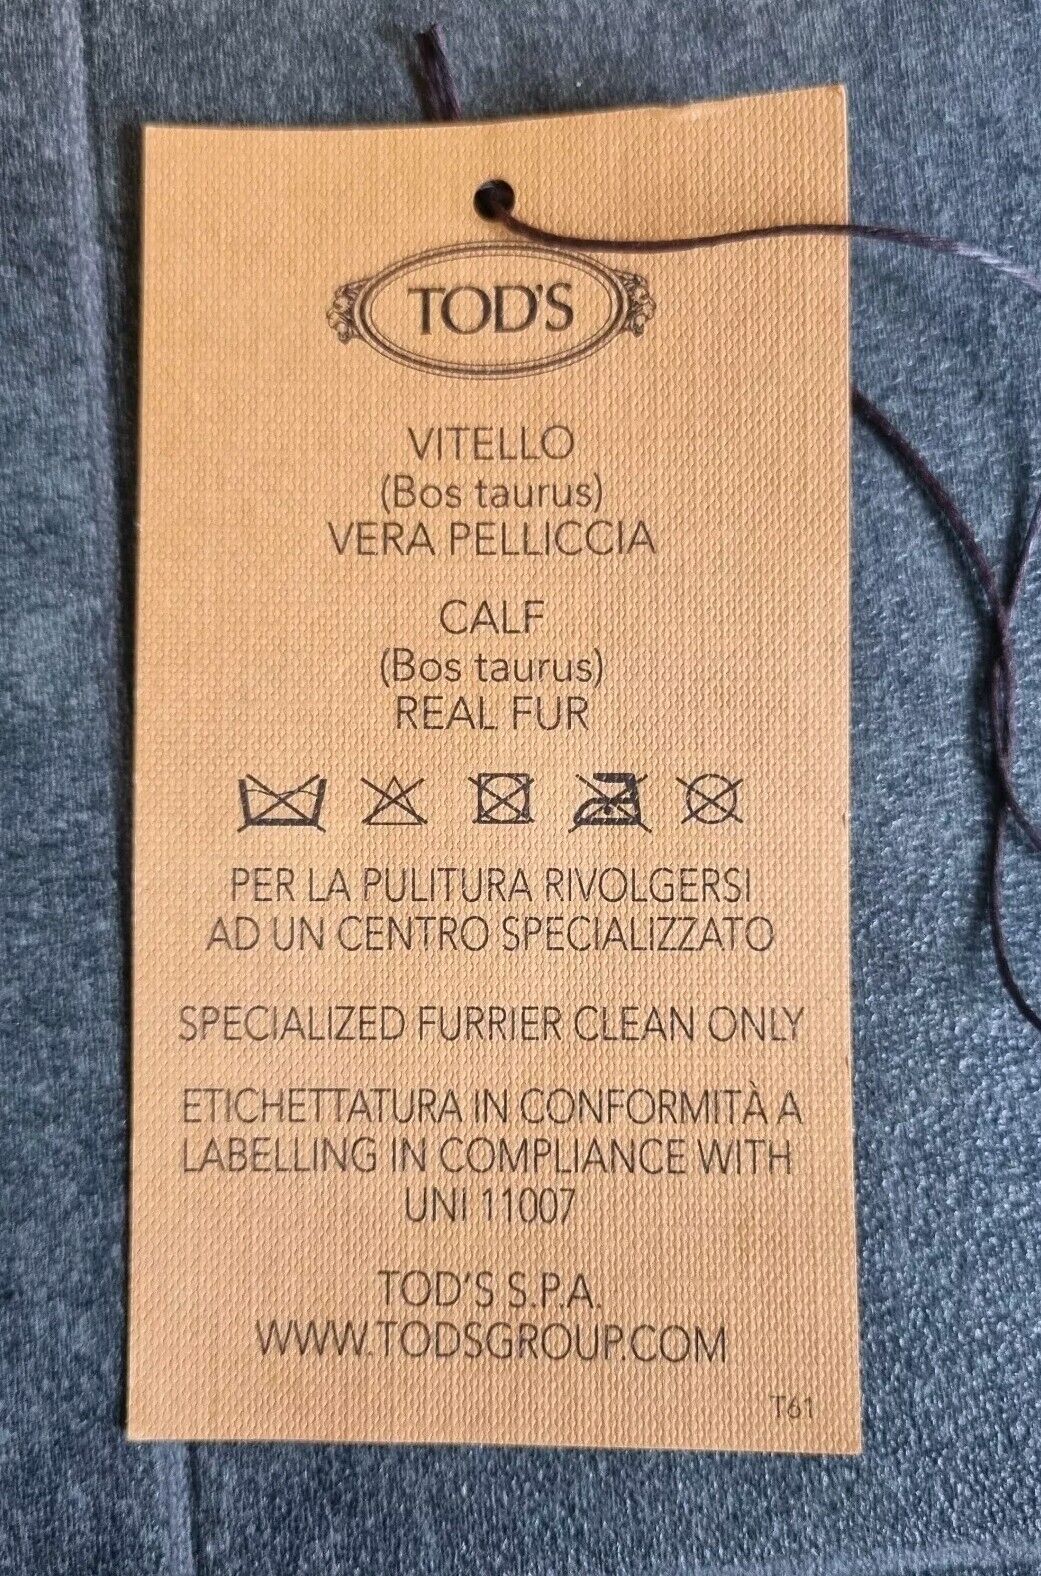 TOD'S
VITELLO
(Bos taurus)
VERA PELLICCIA
CALF
(Bos taurus)
REAL FUR
PER LA PULITURA RIVOLGERSI
AD UN CENTRO SPECIALIZZATO
SPECIALIZED FURRIER CLEAN ONLY
ETICHETTATURA IN CONFORMITÀ A
LABELLING IN COMPLIANCE WITH
UNI 11007
TOD'S S.P.A.
WWW.TODSGROUP.COM
T61